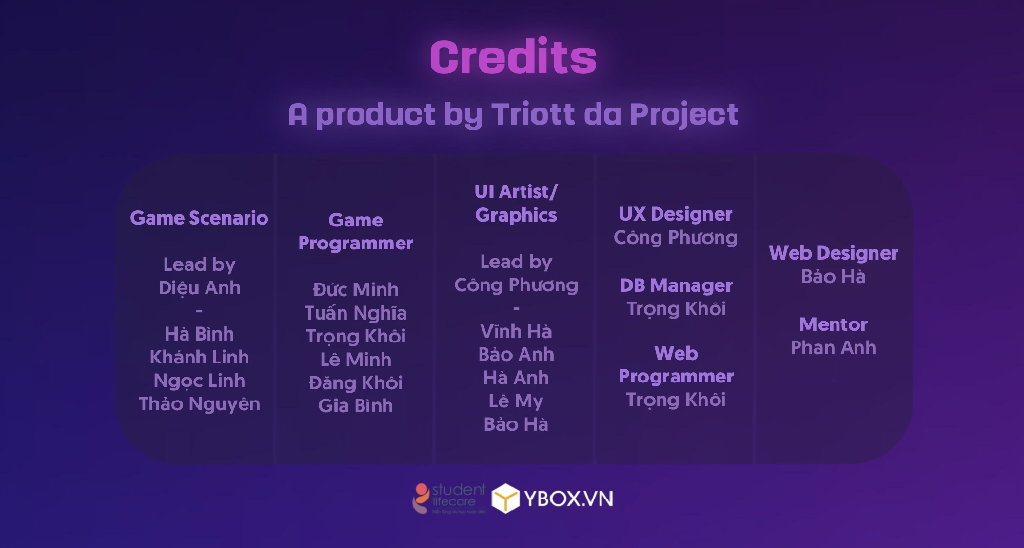 Credits
A product by Triott da Project
Game Scenario
Lead by
Diệu Anh
-
Hà Bình
Khánh Linh
Ngọc Linh
Thảo Nguyên
Game
Programmer
Đức Minh
Tuấn Nghĩa
Trọng Khôi
Lê Minh
Đăng Khôi
Gia Bình
UI Artist/
Graphics
Lead by
Công Phương
-
Vĩnh Hà
Bảo Anh
Hà Anh
Lê My
Bảo Hà
UX Designer
Công Phương
DB Manager
Trọng Khôi
Web
Programmer
Trọng Khôi
Web Designer
Bảo Hà
Mentor
Phan Anh
student
lifecare
YBOX.VN